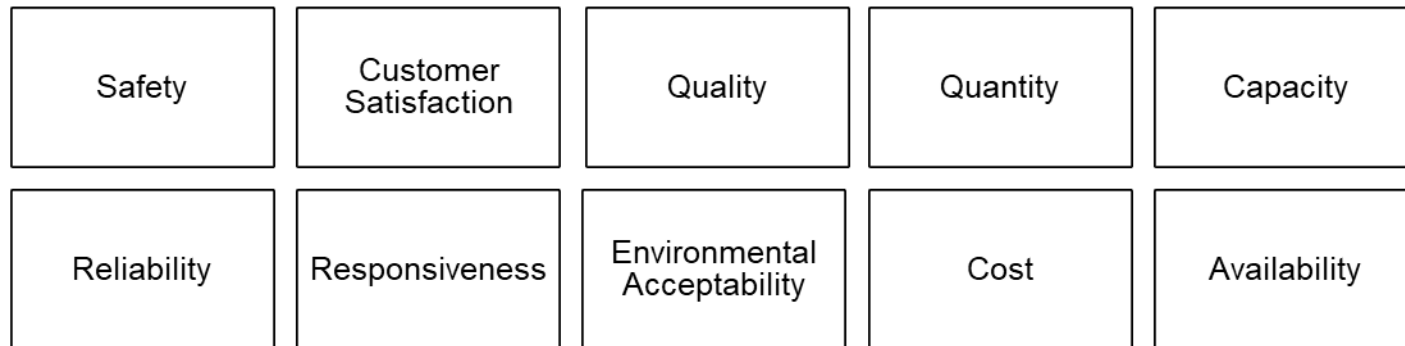 Safety
Customer
Satisfaction
Quality
Quantity
Capacity
Reliability
Responsiveness
Environmental
Acceptability
Cost
Availability